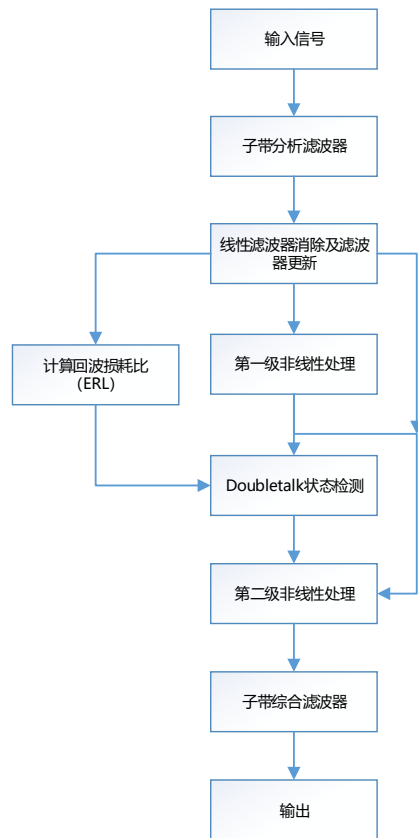 输入信号
子带分析滤波器
线性滤波器消除及滤波
器更新
计算回波损耗比
(ERL)
第一级非线性处理
Doubletalk状态检测
第二级非线性处理
子带综合滤波器
输出